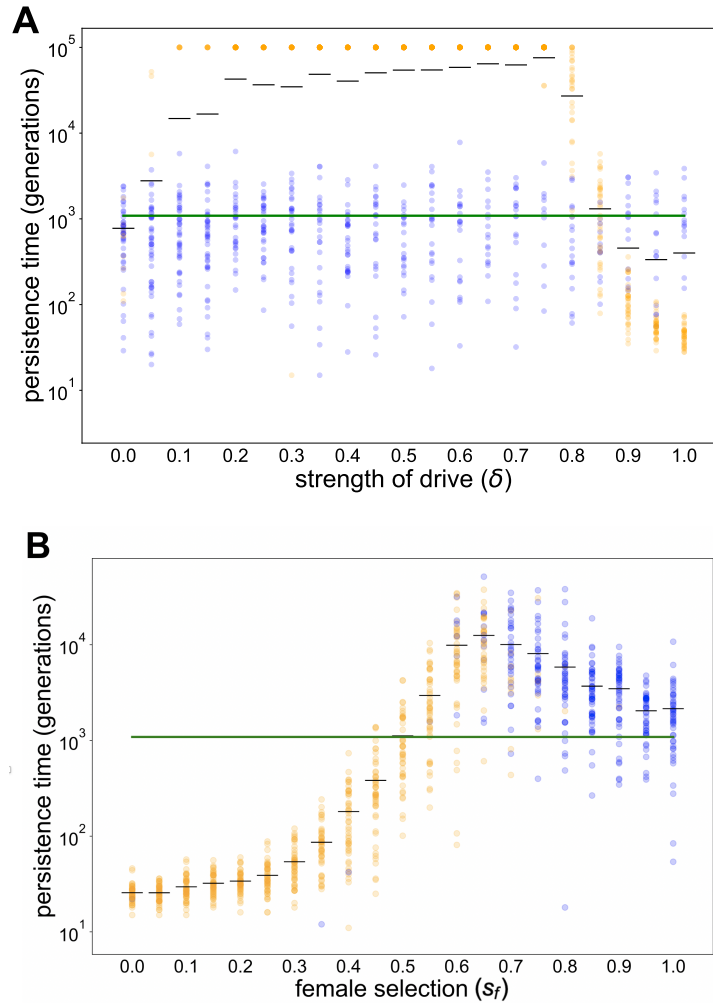 A
persistence time (generations)
10^5
10^4
10^3
10^2
10^1
0.0 0.1 0.2 0.3 0.4 0.5 0.6 0.7 0.8 0.9 1.0
strength of drive (δ)
B
persistence time (generations)
10^4
10^3
10^2
10^1
0.0 0.1 0.2 0.3 0.4 0.5 0.6 0.7 0.8 0.9 1.0
female selection (s_f)